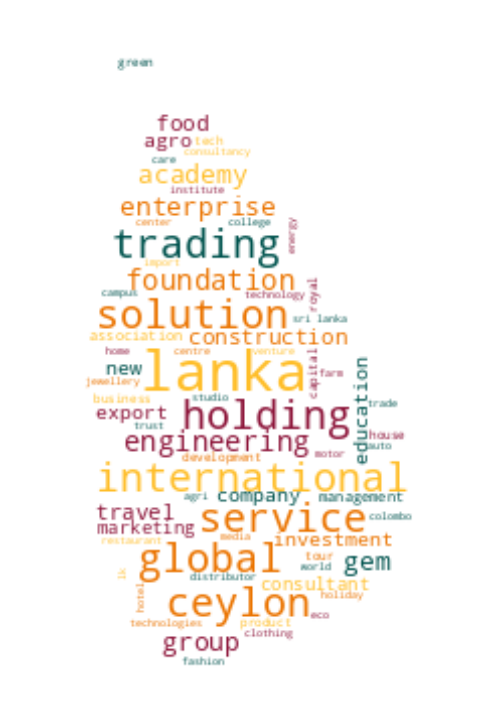 green
food
agro tech
consultancy
care
academy
institute
enterprise
center college
energy
trading
import
foundation
campus technology royal
solution sri lanka
association construction
home centre venture
lanka
new capital farm
jewellery
business studio
export holding education trade
trust
engineering house
auto
development motor
international
agri company management
travel service colombo
marketing
restaurant media investment
global tour gem
world
lk distributor consultant
hotel holiday
ceylon eco
technologies product
group clothing
fashion